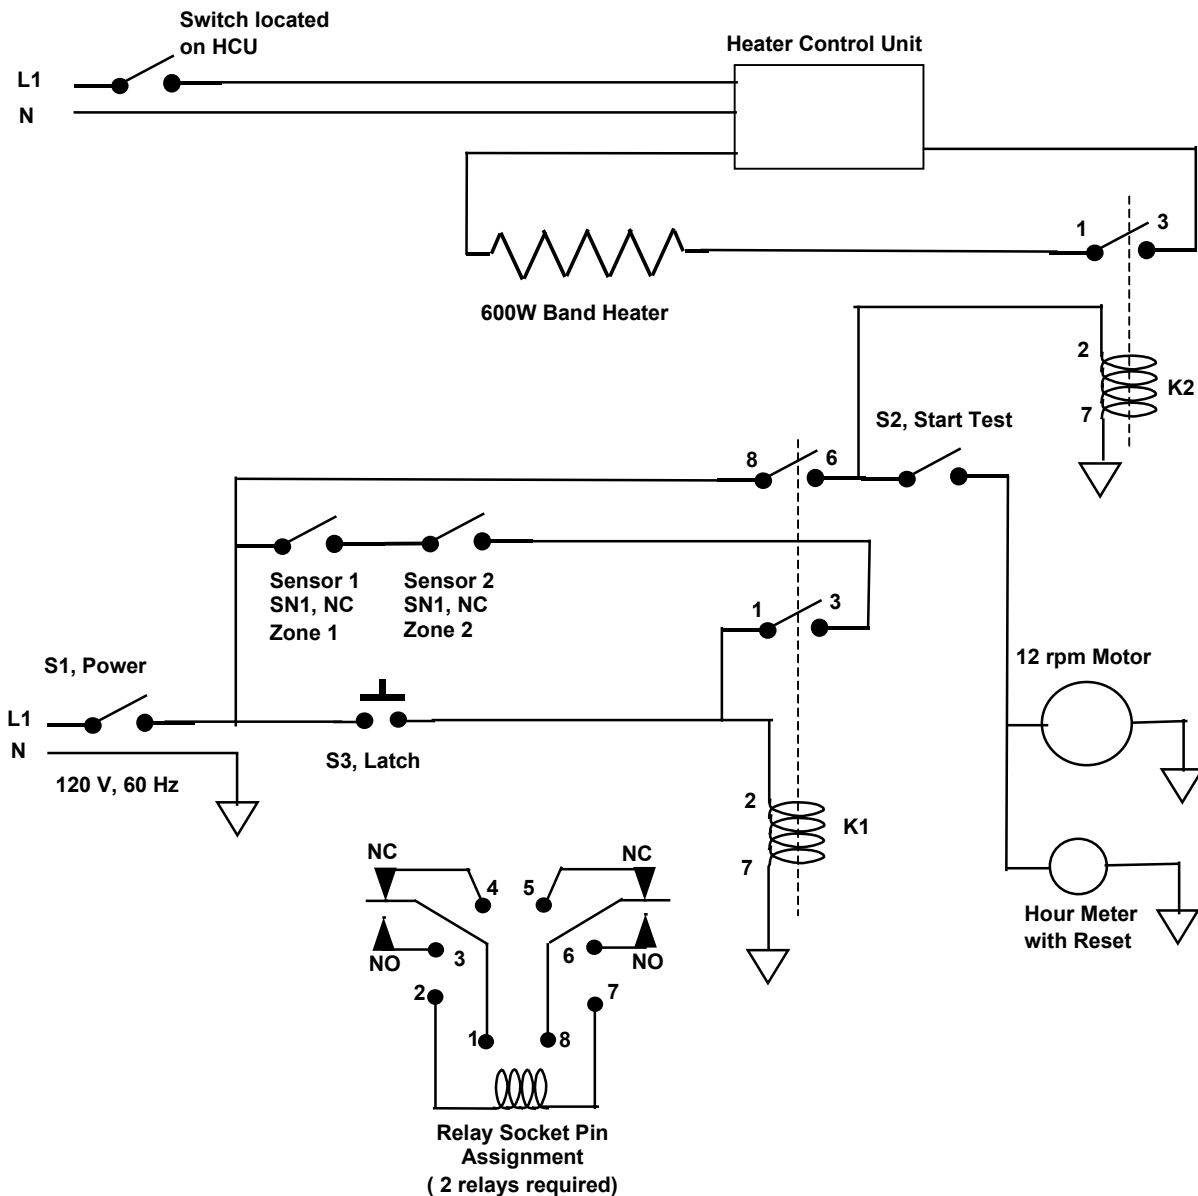 Switch located
on HCU
Heater Control Unit
L1
N
1
3
600W Band Heater
2
K2
7
S2, Start Test
8
6
Sensor 1
SN1, NC
Zone 1
Sensor 2
SN1, NC
Zone 2
1
3
12 rpm Motor
S1, Power
L1
N
S3, Latch
120 V, 60 Hz
2
K1
7
NC
NC
4
5
3
6
NO
NO
2
7
1
8
Hour Meter
with Reset
Relay Socket Pin
Assignment
( 2 relays required)